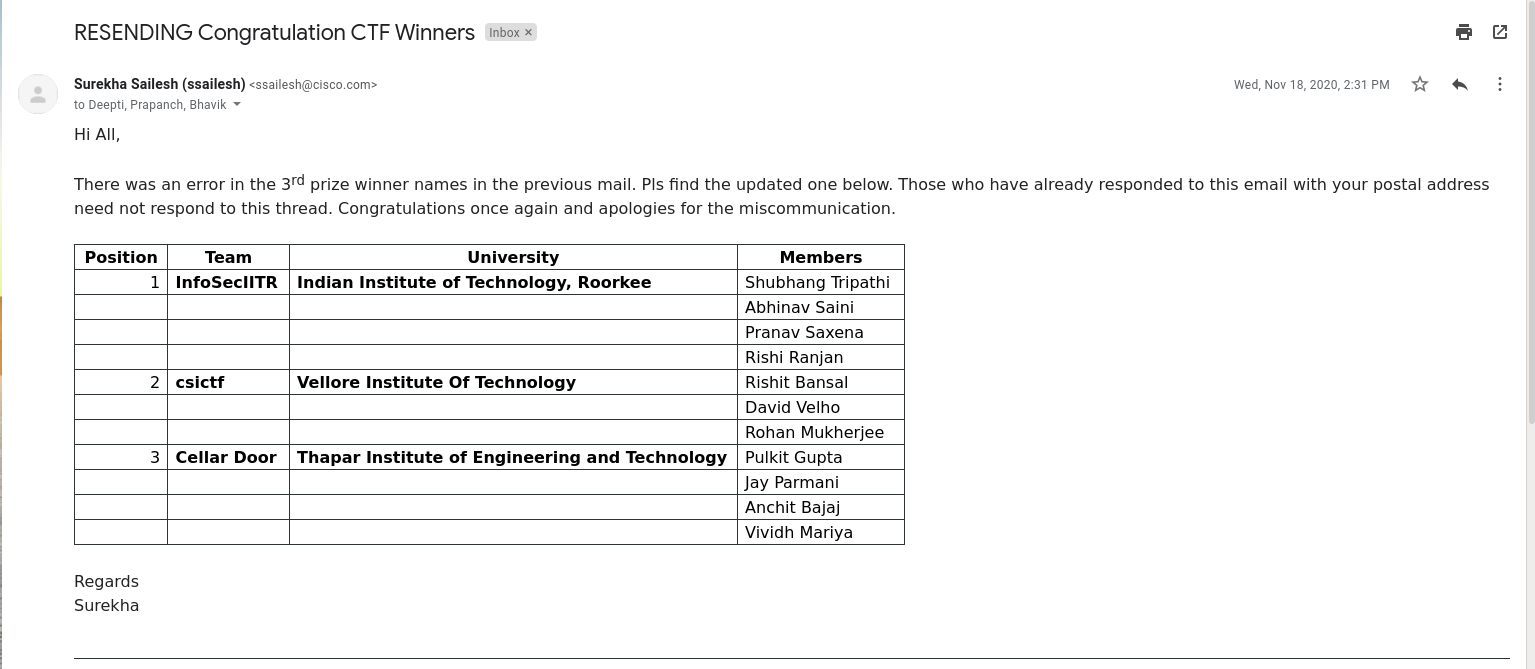 RESENDING Congratulation CTF Winners Inbox ×
Surekha Sailesh (ssailesh) <ssailesh@cisco.com> Wed, Nov 18, 2020, 2:31 PM
to Deepti, Prapanch, Bhavik
Hi All,
There was an error in the 3rd prize winner names in the previous mail. Pls find the updated one below. Those who have already responded to this email with your postal address
need not respond to this thread. Congratulations once again and apologies for the miscommunication.
Position Team University Members
1 InfoSecIITR Indian Institute of Technology, Roorkee Shubhang Tripathi
Abhinav Saini
Pranav Saxena
Rishi Ranjan
2 csictf Vellore Institute Of Technology Rishit Bansal
David Velho
Rohan Mukherjee
3 Cellar Door Thapar Institute of Engineering and Technology Pulkit Gupta
Jay Parmani
Anchit Bajaj
Vividh Mariya
Regards
Surekha